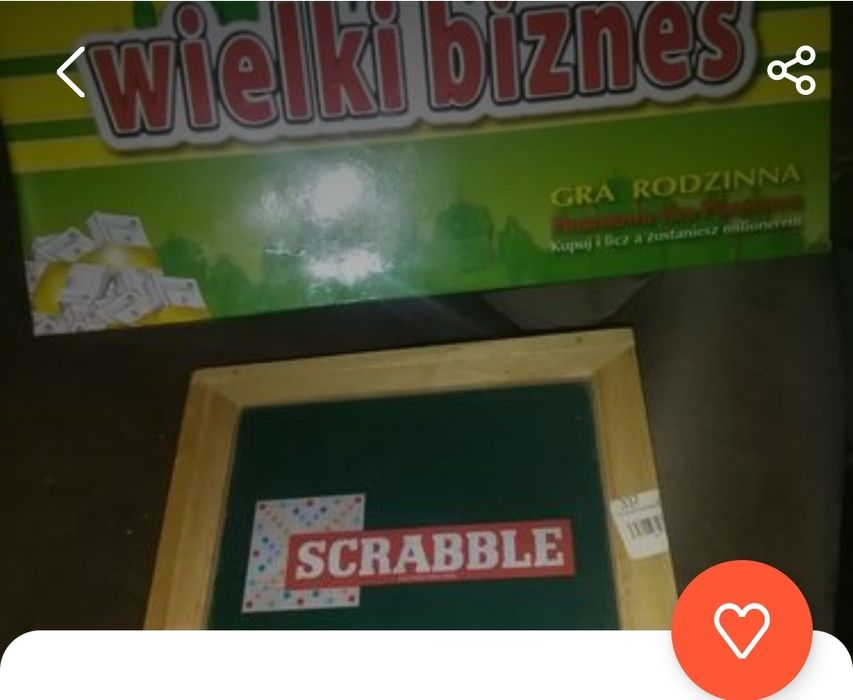 wielki biznes
GRA RODZINNA
Kupuj i licz a zostaniesz milionerem
SCRABBLE